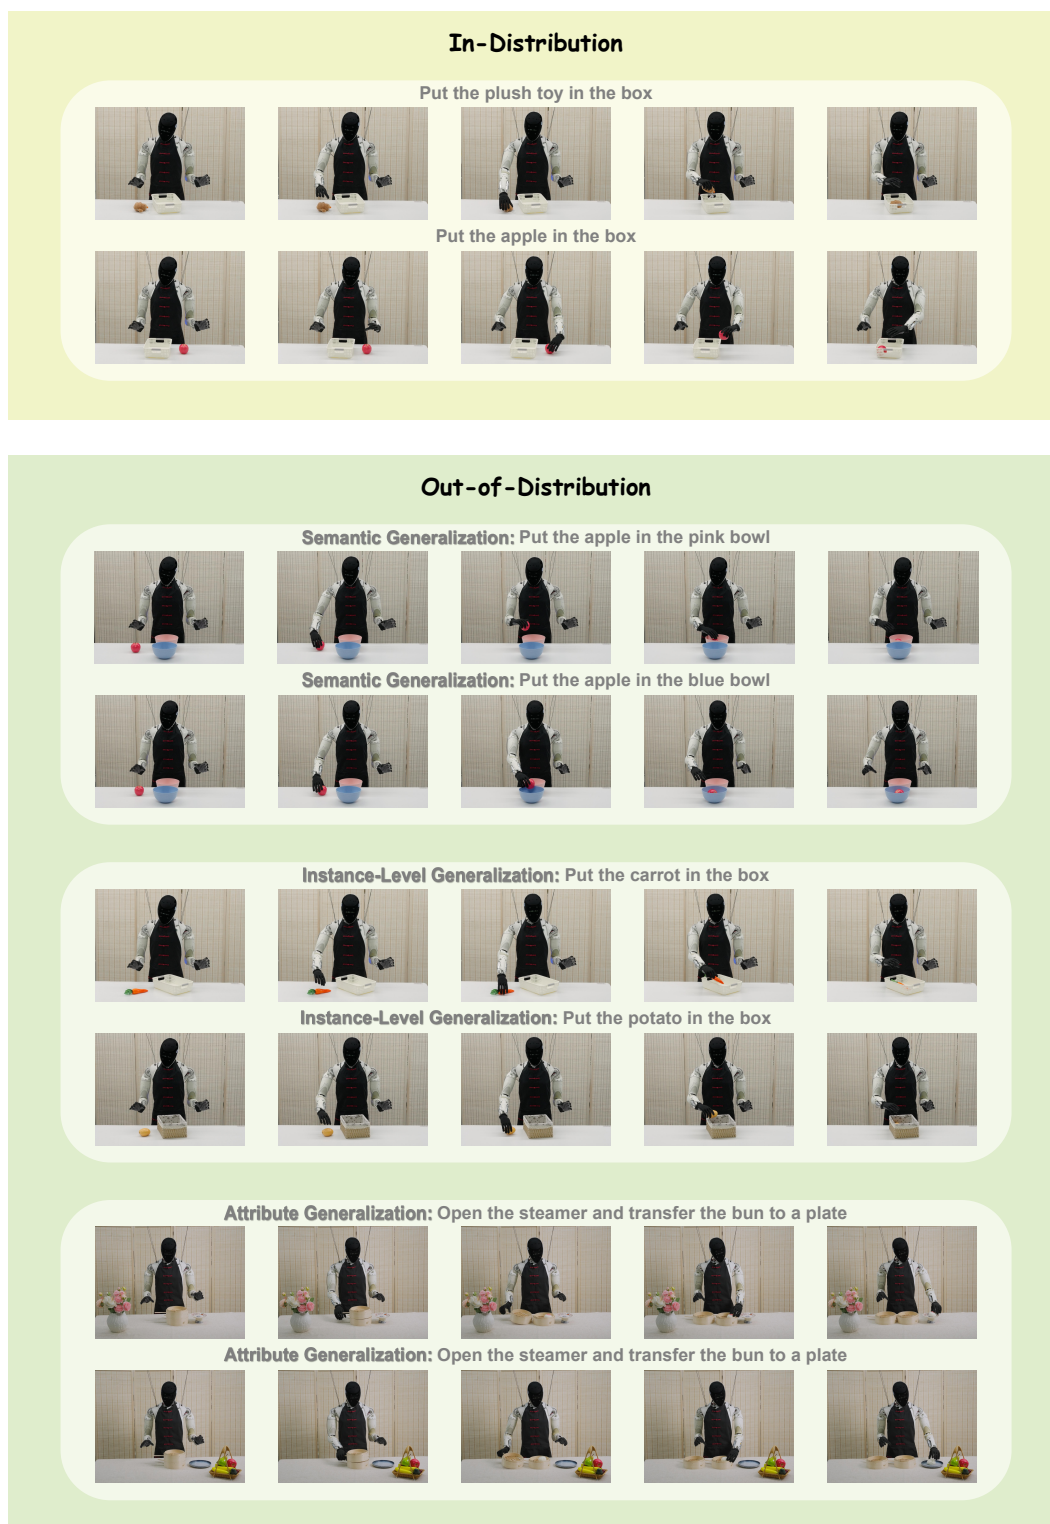 In-Distribution
Put the plush toy in the box
Put the apple in the box
Out-of-Distribution
Semantic Generalization: Put the apple in the pink bowl
Semantic Generalization: Put the apple in the blue bowl
Instance-Level Generalization: Put the carrot in the box
Instance-Level Generalization: Put the potato in the box
Attribute Generalization: Open the steamer and transfer the bun to a plate
Attribute Generalization: Open the steamer and transfer the bun to a plate